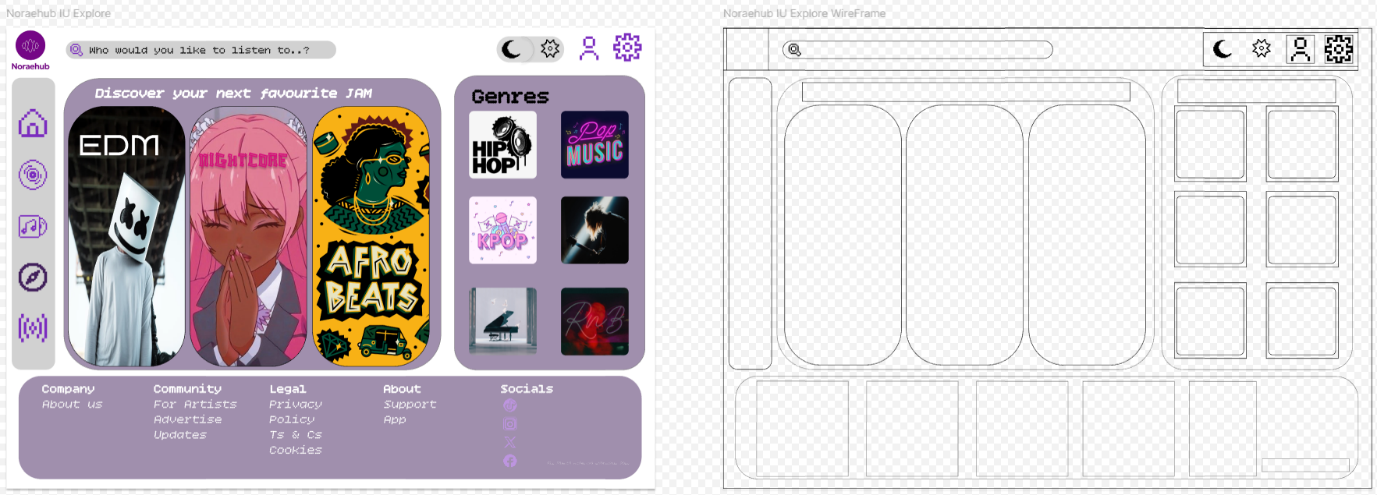 Noraehub IU Explore
Noraehub IU Explore WireFrame
Noraehub
Who would you like to listen to..?
Discover your next favourite JAM
Genres
EDM
NIGHTCORE
AFRO
BEATS
HIP
HOP
Pop
MUSIC
KPOP
RnB
Company
About us
Community
For Artists
Advertise
Updates
Legal
Privacy
Policy
Ts & Cs
Cookies
About
Support
App
Socials